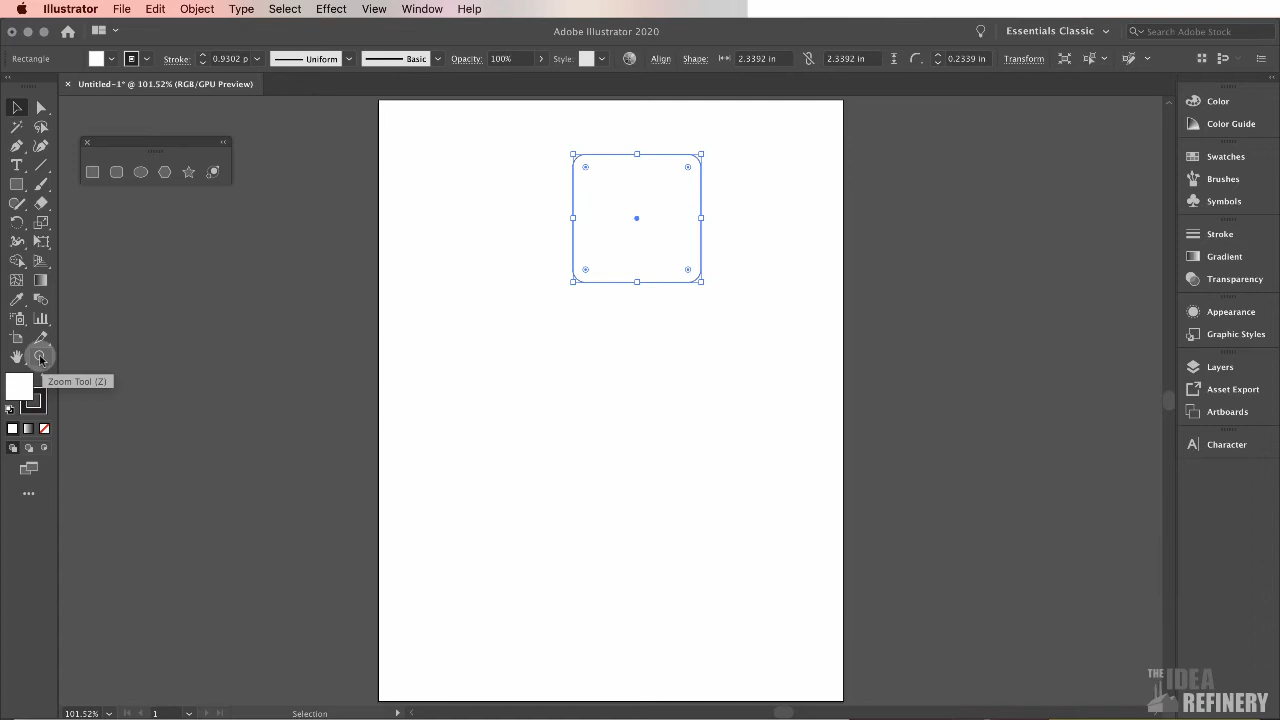 Illustrator File Edit Object Type Select Effect View Window Help
Adobe Illustrator 2020
Essentials Classic
Search Adobe Stock
Rectangle Stroke: 0.9302 p Uniform Basic Opacity: 100% Style: Align Shape: 2.3392 in 2.3392 in 0.2339 in Transform
Untitled-1* @ 101.52% (RGB/GPU Preview)
Color
Color Guide
Swatches
Brushes
Symbols
Stroke
Gradient
Transparency
Appearance
Graphic Styles
Layers
Asset Export
Artboards
A Character
Zoom Tool (Z)
101.52% 1 Selection
THE IDEA
REFINERY